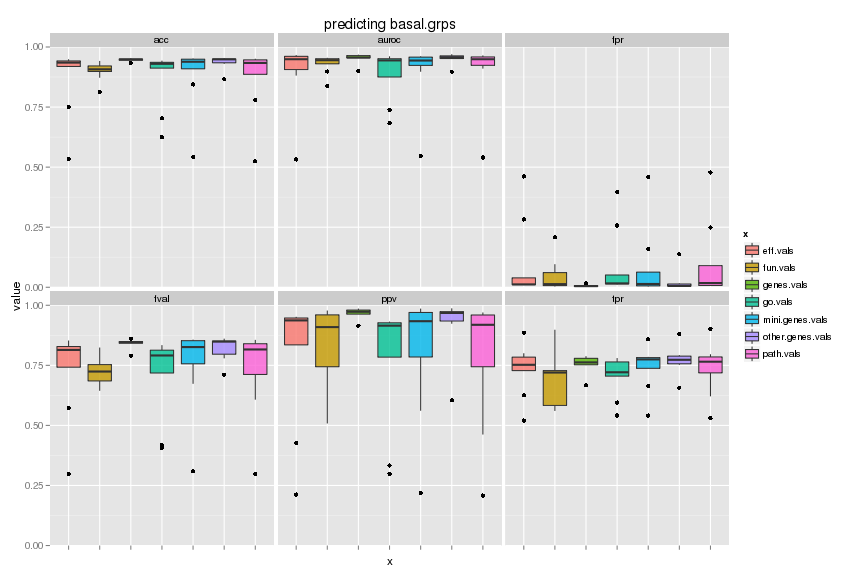 predicting basal.grps
acc
auroc
fpr
1.00
0.75
0.50
0.25
0.00
fval
ppv
tpr
1.00
0.75
0.50
0.25
0.00
value
x
x
eff.vals
fun.vals
genes.vals
go.vals
mini.genes.vals
other.genes.vals
path.vals